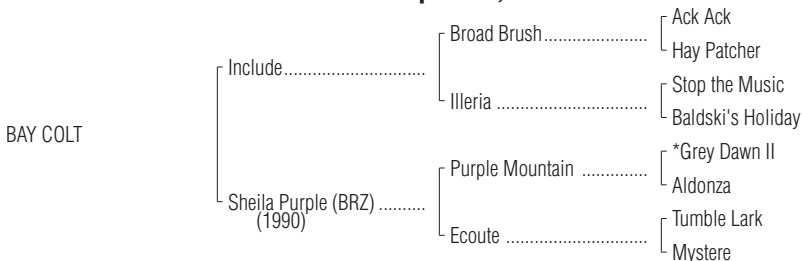 Ack Ack
Broad Brush......................
Hay Patcher
Include..............................
Stop the Music
Illeria ................................
Baldski's Holiday
BAY COLT
*Grey Dawn II
Purple Mountain ..............
Aldonza
Sheila Purple (BRZ) ..........
(1990)
Tumble Lark
Ecoute ..............................
Mystere